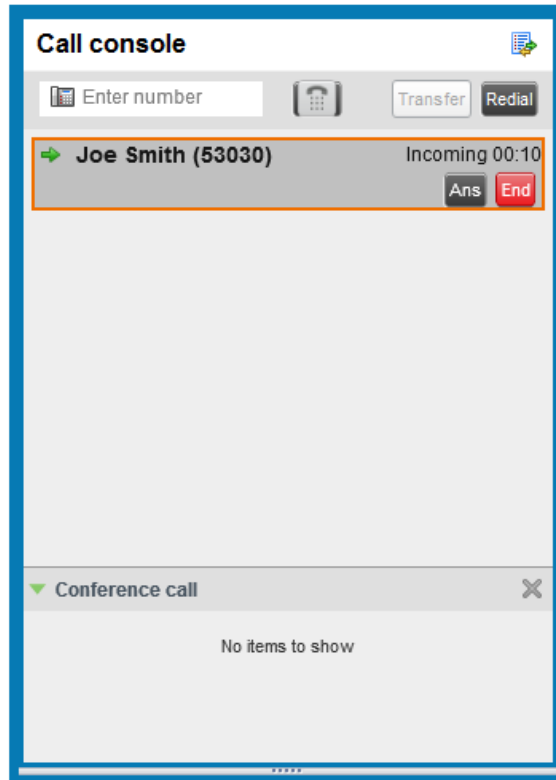 Call console
Enter number
Transfer Redial
Joe Smith (53030) Incoming 00:10
Ans End
Conference call
No items to show